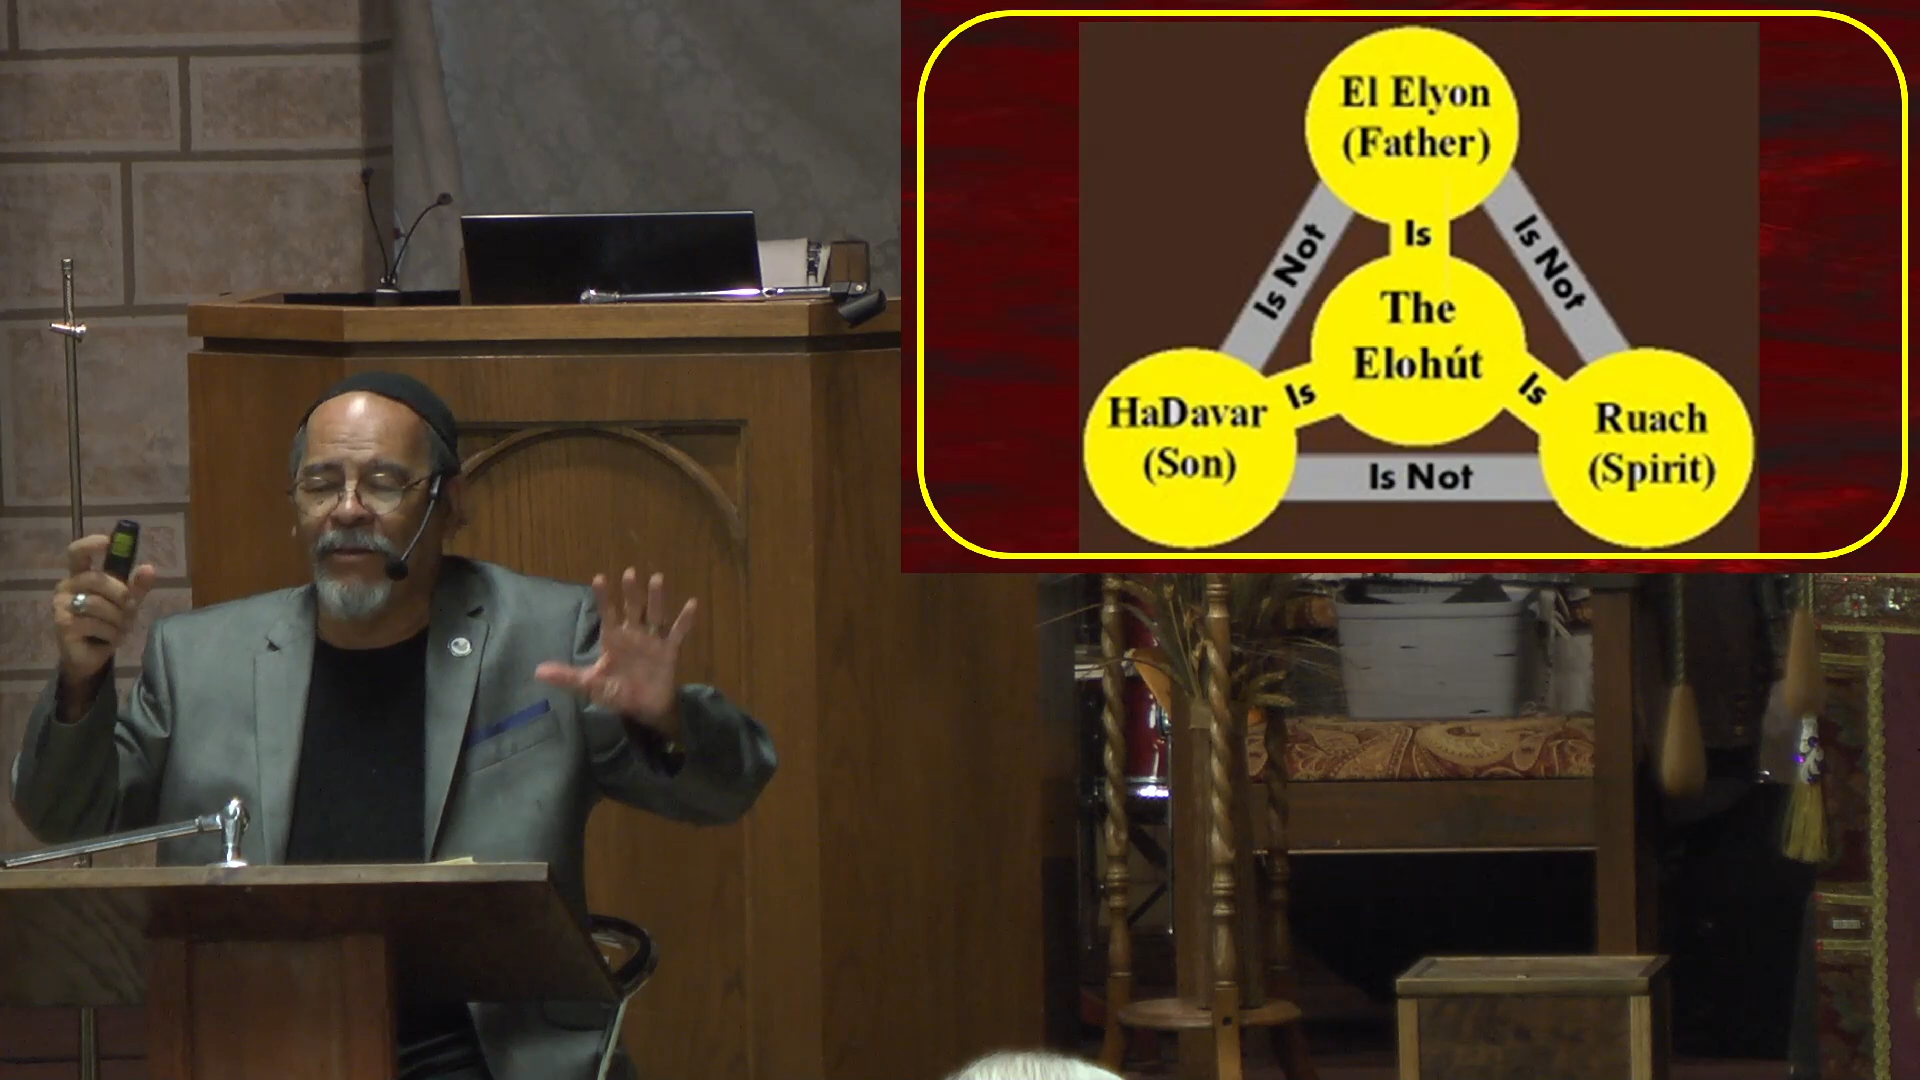 El Elyon
(Father)
Is Not
Is
Is Not
The
Elohút
Is
Is
HaDavar
(Son)
Is Not
Ruach
(Spirit)